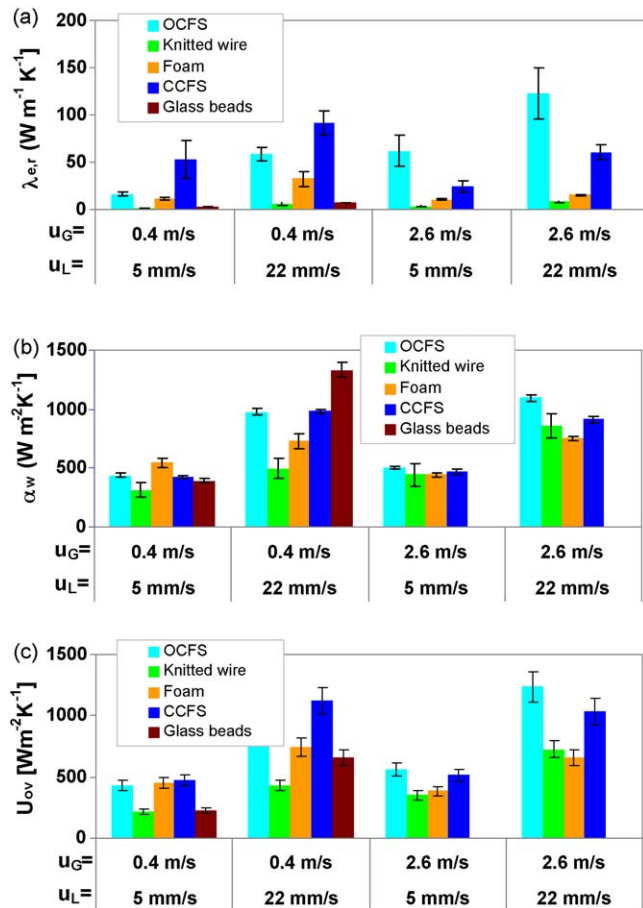 (a)
OCFS
Knitted wire
Foam
CCFS
Glass beads
λe,r (W m-1 K-1)
200
150
100
50
0
uG= 0.4 m/s 0.4 m/s 2.6 m/s 2.6 m/s
uL= 5 mm/s 22 mm/s 5 mm/s 22 mm/s
(b)
OCFS
Knitted wire
Foam
CCFS
Glass beads
αw (W m-2K-1)
1500
1000
500
0
uG= 0.4 m/s 0.4 m/s 2.6 m/s 2.6 m/s
uL= 5 mm/s 22 mm/s 5 mm/s 22 mm/s
(c)
OCFS
Knitted wire
Foam
CCFS
Glass beads
Uov [Wm-2K-1]
1500
1000
500
0
uG= 0.4 m/s 0.4 m/s 2.6 m/s 2.6 m/s
uL= 5 mm/s 22 mm/s 5 mm/s 22 mm/s